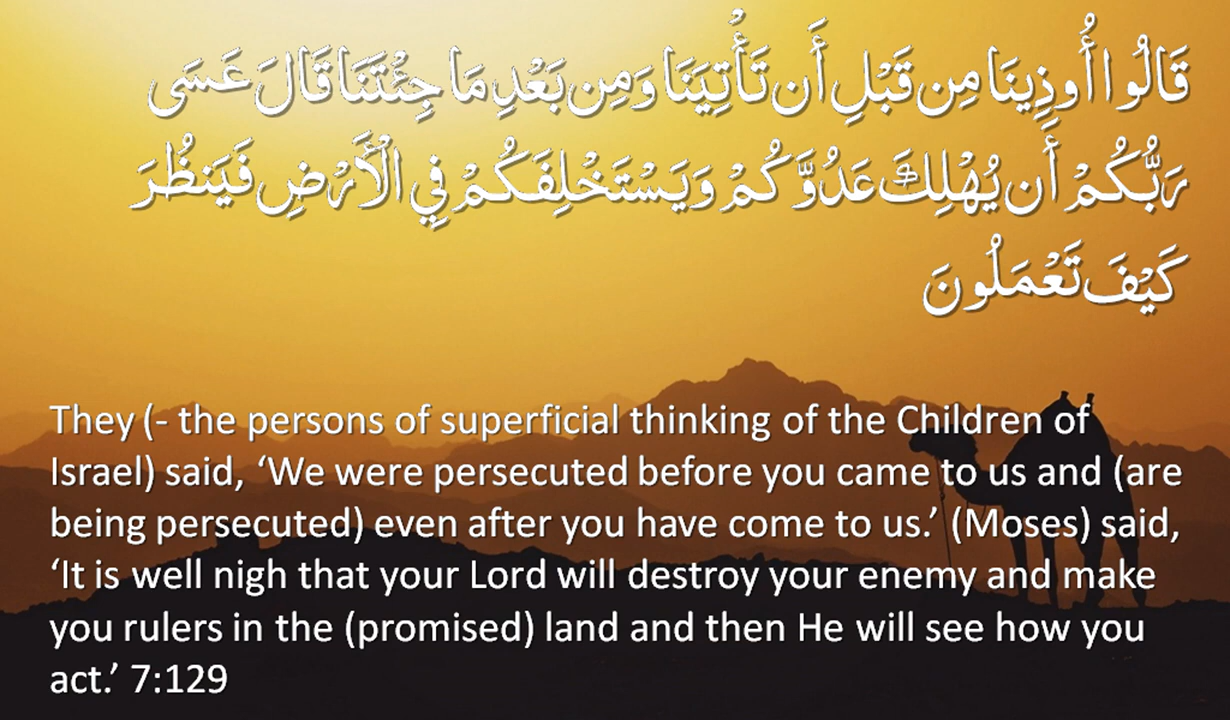 قَالُوا أُوذِينَا مِن قَبْلِ أَن تَأْتِيَنَا وَمِن بَعْدِ مَا جِئْتَنَا قَالَ عَسَى
رَبُّكُمْ أَن يُهْلِكَ عَدُوَّكُمْ وَيَسْتَخْلِفَكُمْ فِي الْأَرْضِ فَيَنظُرَ
كَيْفَ تَعْمَلُونَ
They (- the persons of superficial thinking of the Children of
Israel) said, ‘We were persecuted before you came to us and (are
being persecuted) even after you have come to us.’ (Moses) said,
‘It is well nigh that your Lord will destroy your enemy and make
you rulers in the (promised) land and then He will see how you
act.’ 7:129